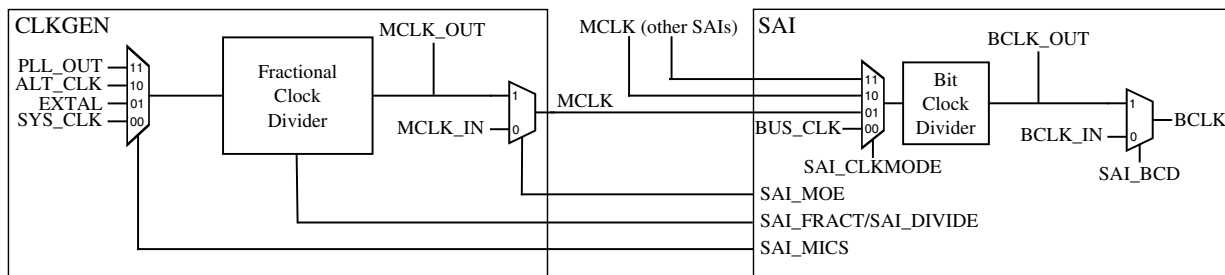 CLKGEN
PLL_OUT
ALT_CLK
EXTAL
SYS_CLK
11
10
01
00
Fractional
Clock
Divider
MCLK_OUT
MCLK_IN
1
0
MCLK
MCLK (other SAIs)
SAI
BUS_CLK
11
10
01
00
SAI_CLKMODE
Bit
Clock
Divider
BCLK_OUT
BCLK_IN
1
0
BCLK
SAI_BCD
SAI_MOE
SAI_FRACT/SAI_DIVIDE
SAI_MICS